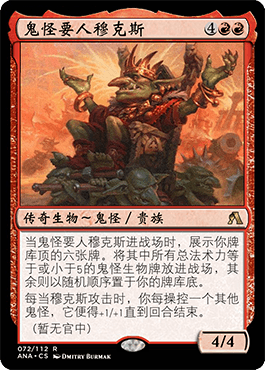 鬼怪要人穆克斯 4
传奇生物～鬼怪／贵族
当鬼怪要人穆克斯进战场时，展示你牌
库顶的六张牌。将其中所有总法术力等
于或小于5的鬼怪生物牌放进战场，其
余则以随机顺序置于你的牌库底。
每当鬼怪要人穆克斯攻击时，你每操控一个其他
鬼怪，它便得+1/+1直到回合结束。
（暂无官中）
072/112 R
ANA • CS DMITRY BURMAK
4/4